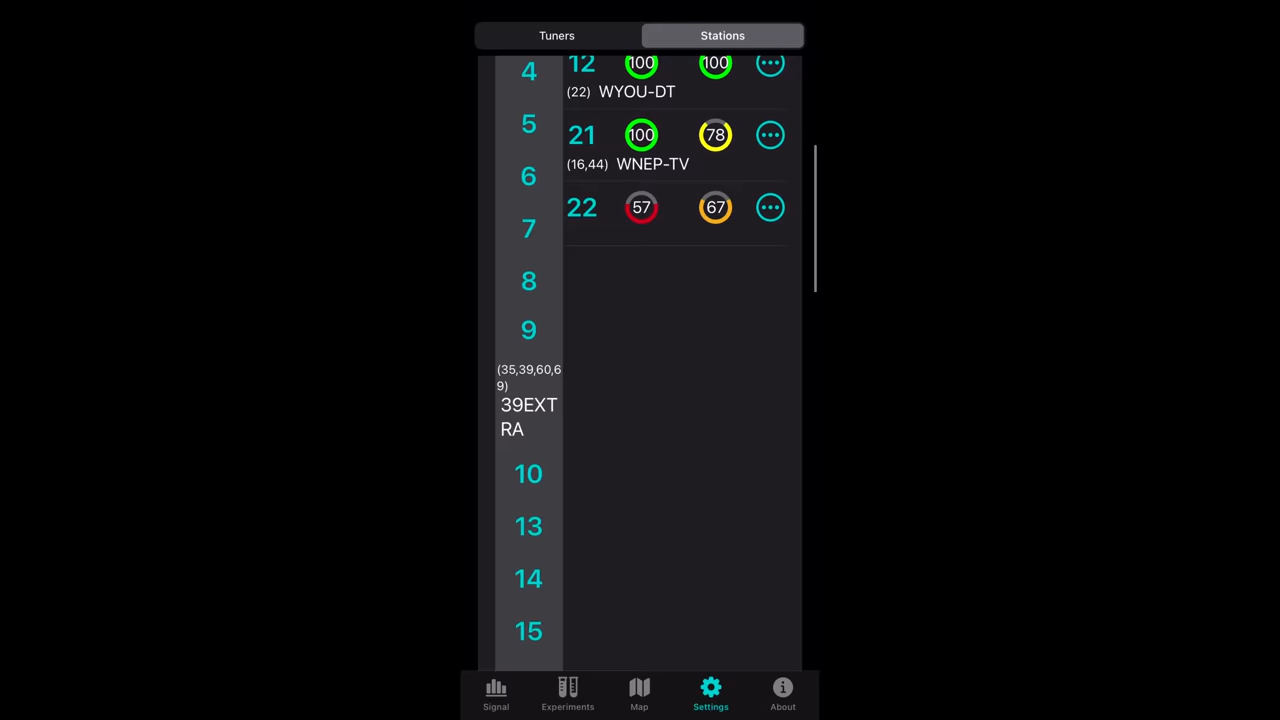 Tuners Stations
4
5
6
7
8
9
(35,39,60,6
9)
39EXT
RA
10
13
14
15
12 100 100
(22) WYOU-DT
21 100 78
(16,44) WNEP-TV
22 57 67
Signal Experiments Map Settings About